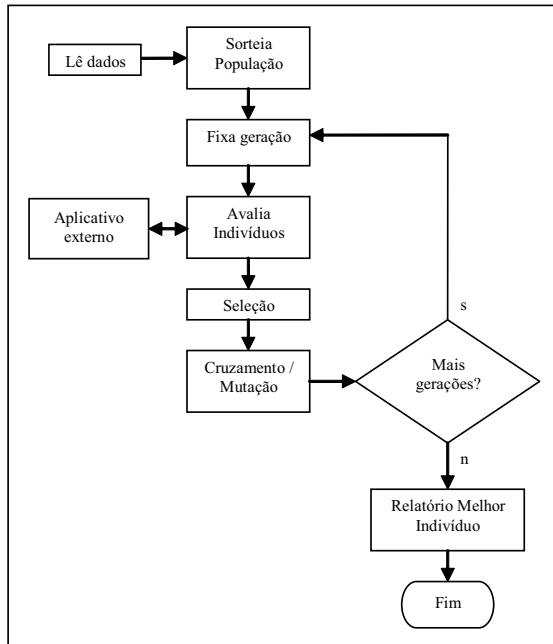 Lê dados
Sorteia
População
Fixa geração
Aplicativo
externo
Avalia
Indivíduos
Seleção
Cruzamento /
Mutação
Mais
gerações?
s
n
Relatório Melhor
Indivíduo
Fim